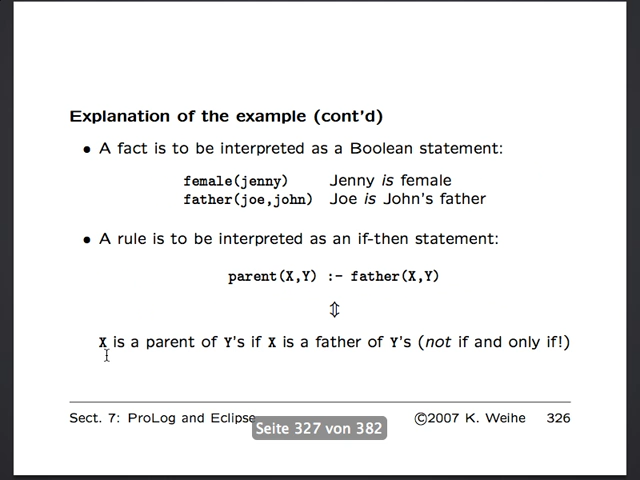 Explanation of the example (cont'd)
• A fact is to be interpreted as a Boolean statement:
female(jenny) Jenny is female
father(joe,john) Joe is John's father
• A rule is to be interpreted as an if-then statement:
parent(X,Y) :- father(X,Y)
⇕
X is a parent of Y's if X is a father of Y's (not if and only if!)
Sect. 7: ProLog and Eclipse ©2007 K. Weihe 326
Seite 327 von 382